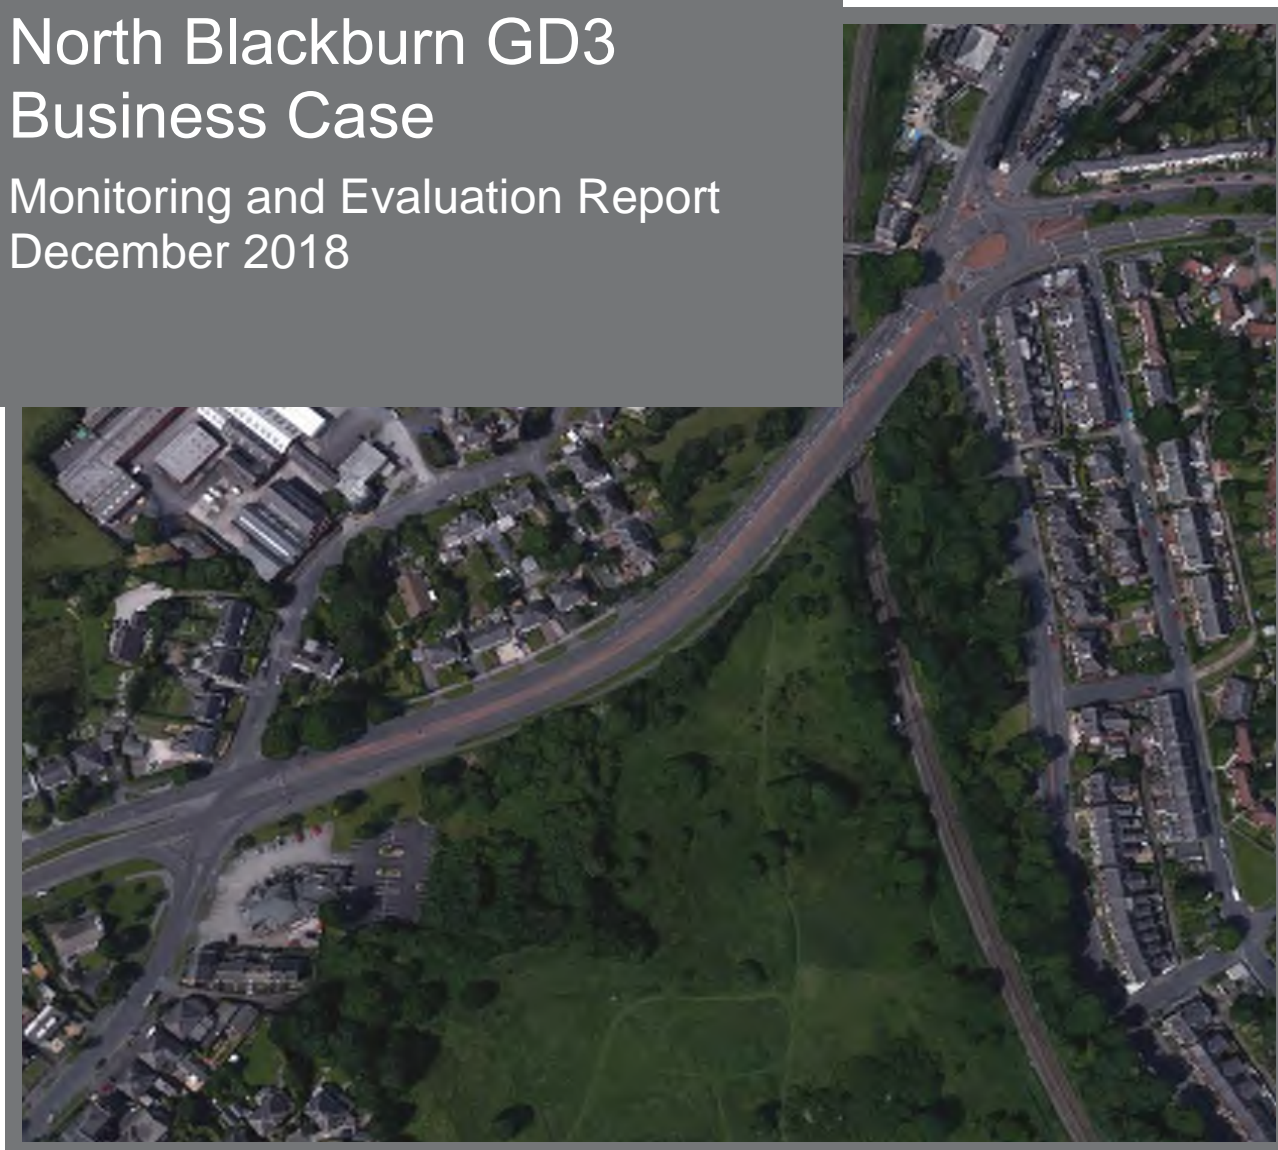 North Blackburn GD3
Business Case
Monitoring and Evaluation Report
December 2018